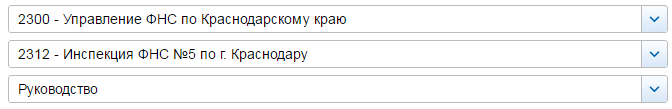 2300 - Управление ФНС по Краснодарскому краю
2312 - Инспекция ФНС №5 по г. Краснодару
Руководство